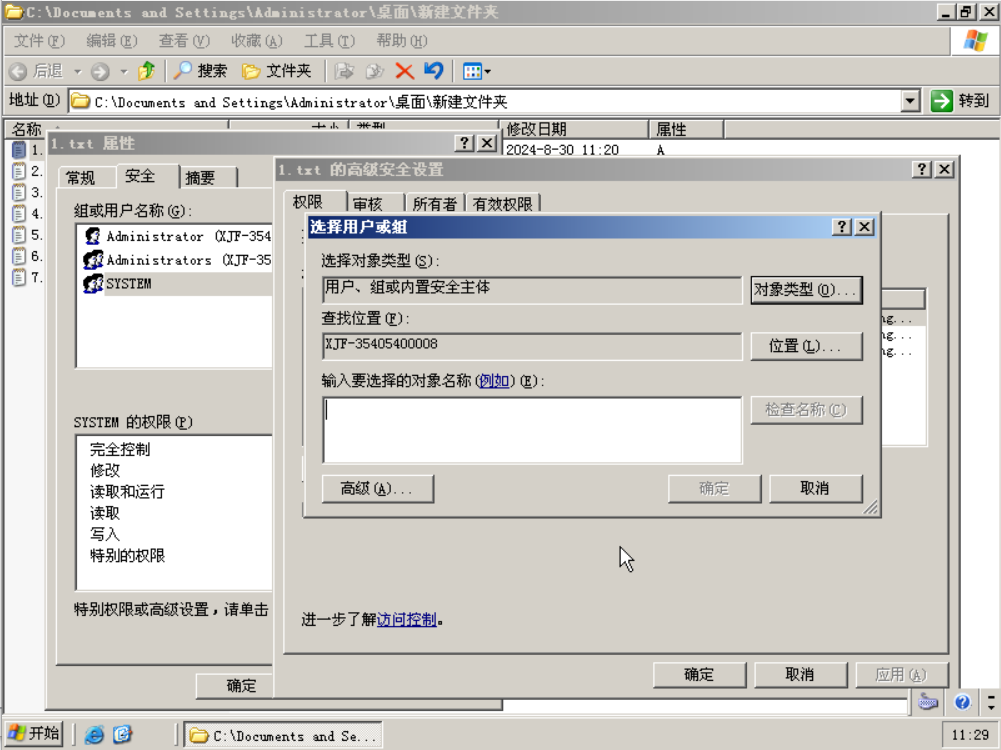 C:\Documents and Settings\Administrator\桌面\新建文件夹
文件(F) 编辑(E) 查看(V) 收藏(A) 工具(T) 帮助(H)
后退 搜索 文件夹
地址(D) C:\Documents and Settings\Administrator\桌面\新建文件夹 转到
名称 大小 类型 修改日期 属性
1. 2024-8-30 11:20 A
2.
3.
4.
5.
6.
7.
1.txt 属性
常规 安全 摘要
组或用户名称(G):
Administrator (XJF-354
Administrators (XJF-35
SYSTEM
SYSTEM 的权限(P)
完全控制
修改
读取和运行
读取
写入
特别的权限
特别权限或高级设置，请单击
确定
1.txt 的高级安全设置
权限 审核 所有者 有效权限
ng...
ng...
ng...
选择用户或组
选择对象类型(S):
用户、组或内置安全主体 对象类型(O)...
查找位置(F):
XJF-35405400008 位置(L)...
输入要选择的对象名称(例如)(E):
检查名称(C)
高级(A)... 确定 取消
进一步了解访问控制。
确定 取消 应用(A)
开始 C:\Documents and Se... 11:29